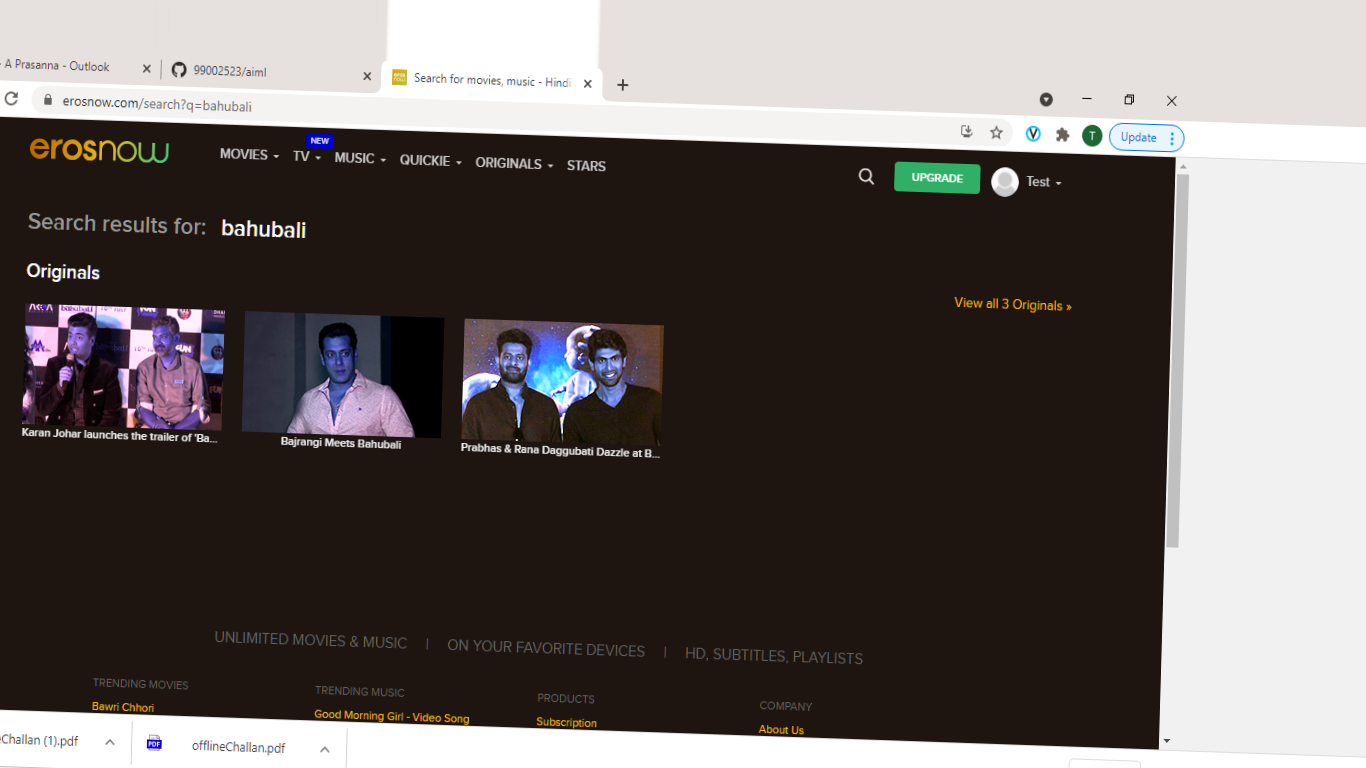 A Prasanna - Outlook
99002523/aiml
Search for movies, music - Hindi
erosnow.com/search?q=bahubali
T
Update
erosnow
MOVIES
TV
NEW
MUSIC
QUICKIE
ORIGINALS
STARS
UPGRADE
Test
Search results for: bahubali
Originals
View all 3 Originals »
Karan Johar launches the trailer of 'Ba...
Bajrangi Meets Bahubali
Prabhas & Rana Daggubati Dazzle at B...
UNLIMITED MOVIES & MUSIC | ON YOUR FAVORITE DEVICES | HD, SUBTITLES, PLAYLISTS
TRENDING MOVIES
Bawri Chhori
TRENDING MUSIC
Good Morning Girl - Video Song
PRODUCTS
Subscription
COMPANY
About Us
eChallan (1).pdf
PDF
offlineChallan.pdf